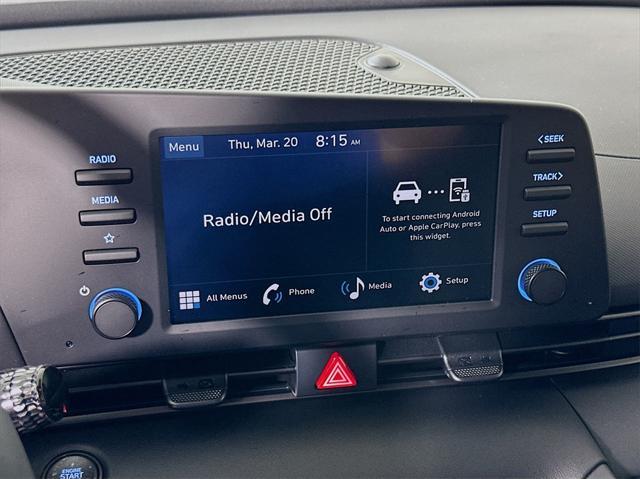 Menu Thu, Mar. 20 8:15 AM
RADIO
MEDIA
Radio/Media Off
To start connecting Android
Auto or Apple CarPlay, press
this widget.
All Menus Phone Media Setup
< SEEK
TRACK >
SETUP
ENGINE
START